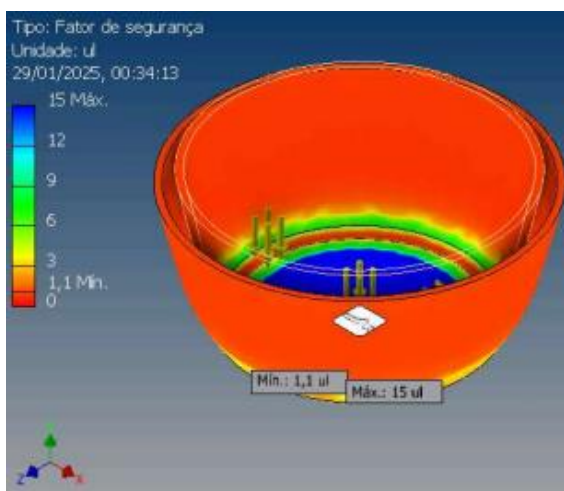 Tipo: Fator de segurança
Unidade: ul
29/01/2025, 00:34:13
15 Máx.
12
9
6
3
1,1 Mín.
0
Mín.: 1,1 ul
Máx.: 15 ul
Z
X